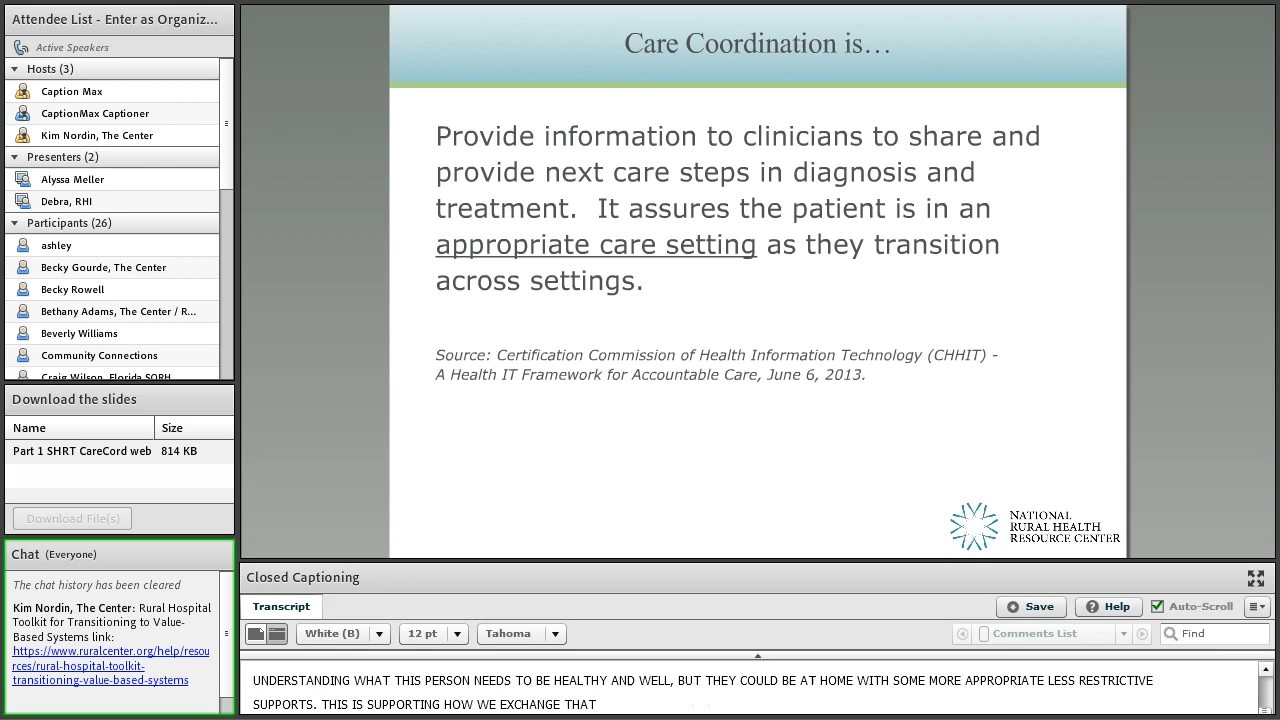 Attendee List - Enter as Organiz...
Active Speakers
Hosts (3)
Caption Max
CaptionMax Captioner
Kim Nordin, The Center
Presenters (2)
Alyssa Meller
Debra, RHI
Participants (26)
ashley
Becky Gourde, The Center
Becky Rowell
Bethany Adams, The Center / R...
Beverly Williams
Community Connections
Craig Wilson, Florida SORH
Download the slides
Name Size
Part 1 SHRT CareCord web 814 KB
Download File(s)
Chat (Everyone)
The chat history has been cleared
Kim Nordin, The Center: Rural Hospital
Toolkit for Transitioning to Value-
Based Systems link:
https://www.ruralcenter.org/help/resou
rces/rural-hospital-toolkit-
transitioning-value-based-systems
Care Coordination is...
Provide information to clinicians to share and
provide next care steps in diagnosis and
treatment. It assures the patient is in an
appropriate care setting as they transition
across settings.
Source: Certification Commission of Health Information Technology (CHHIT) -
A Health IT Framework for Accountable Care, June 6, 2013.
NATIONAL
RURAL HEALTH
RESOURCE CENTER
Closed Captioning
Transcript
Save
Help
Auto-Scroll
White (B)
12 pt
Tahoma
Comments List
Find
UNDERSTANDING WHAT THIS PERSON NEEDS TO BE HEALTHY AND WELL, BUT THEY COULD BE AT HOME WITH SOME MORE APPROPRIATE LESS RESTRICTIVE
SUPPORTS. THIS IS SUPPORTING HOW WE EXCHANGE THAT